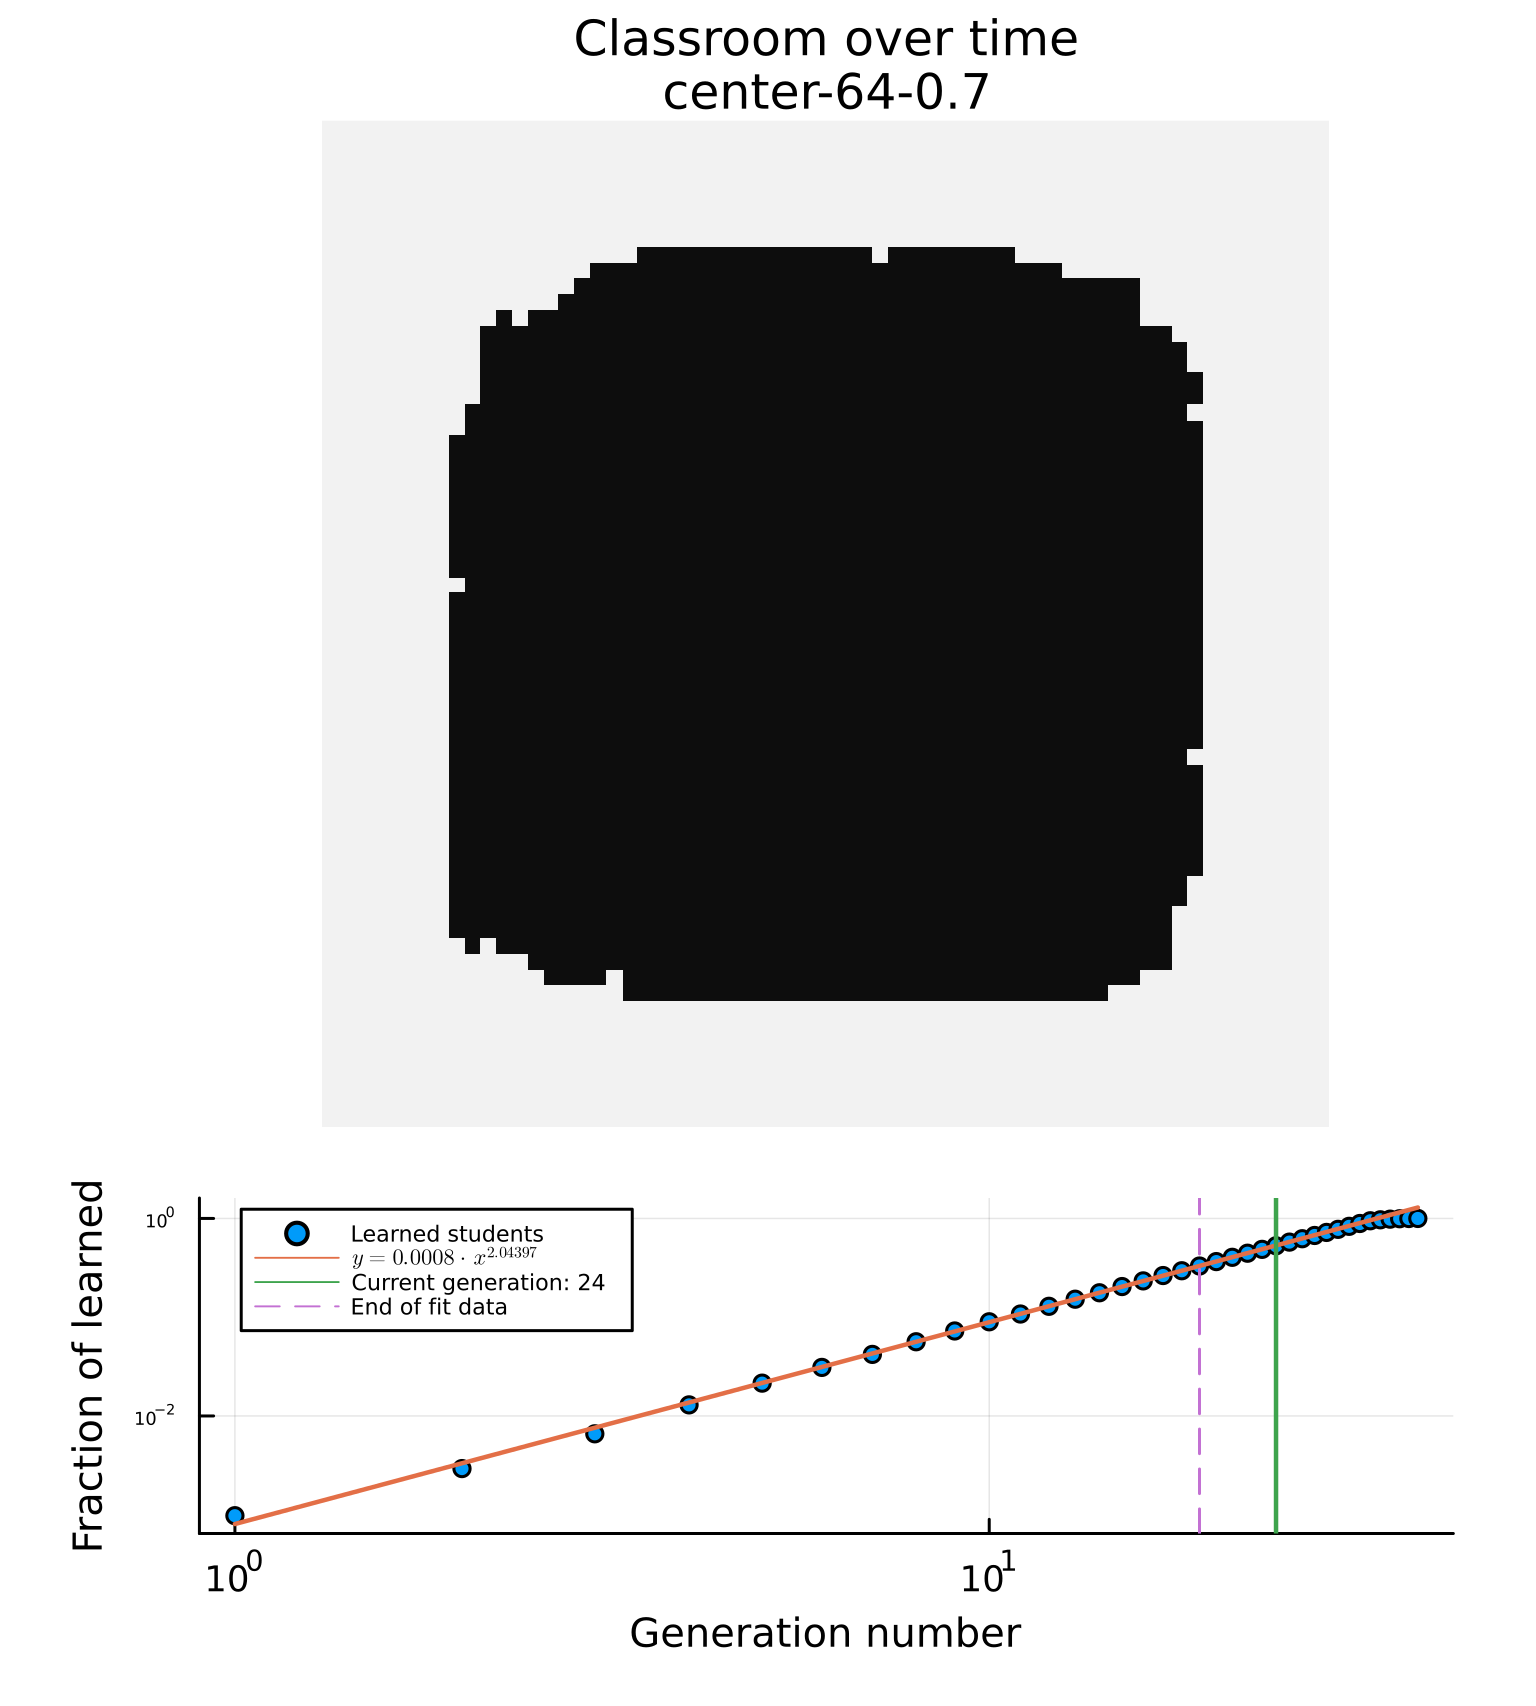 Classroom over time
center-64-0.7
Fraction of learned
10⁰
10⁻²
Learned students
y = 0.0008 · x^2.04397
Current generation: 24
End of fit data
10⁰
10¹
Generation number